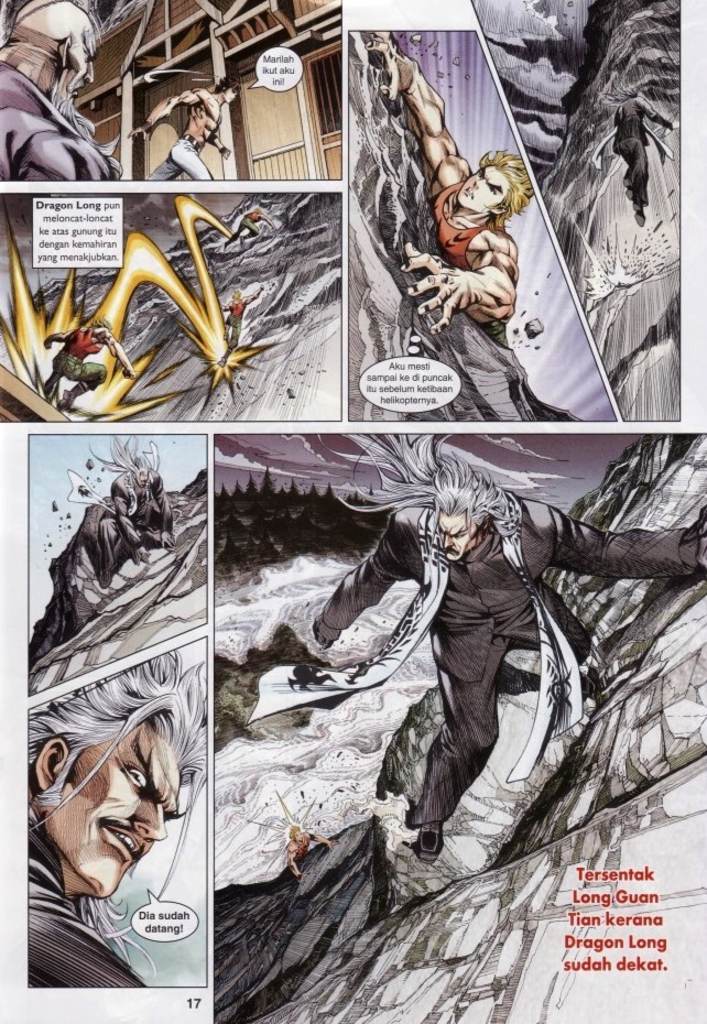 Marilah
ikut aku
ini!
Dragon Long pun
meloncat-loncat
ke atas gunung itu
dengan kemahiran
yang menakjubkan.
Aku mesti
sampai ke di puncak
itu sebelum ketibaan
helikopternya.
Dia sudah
datang!
Tersentak
Long Guan
Tian kerana
Dragon Long
sudah dekat.
17